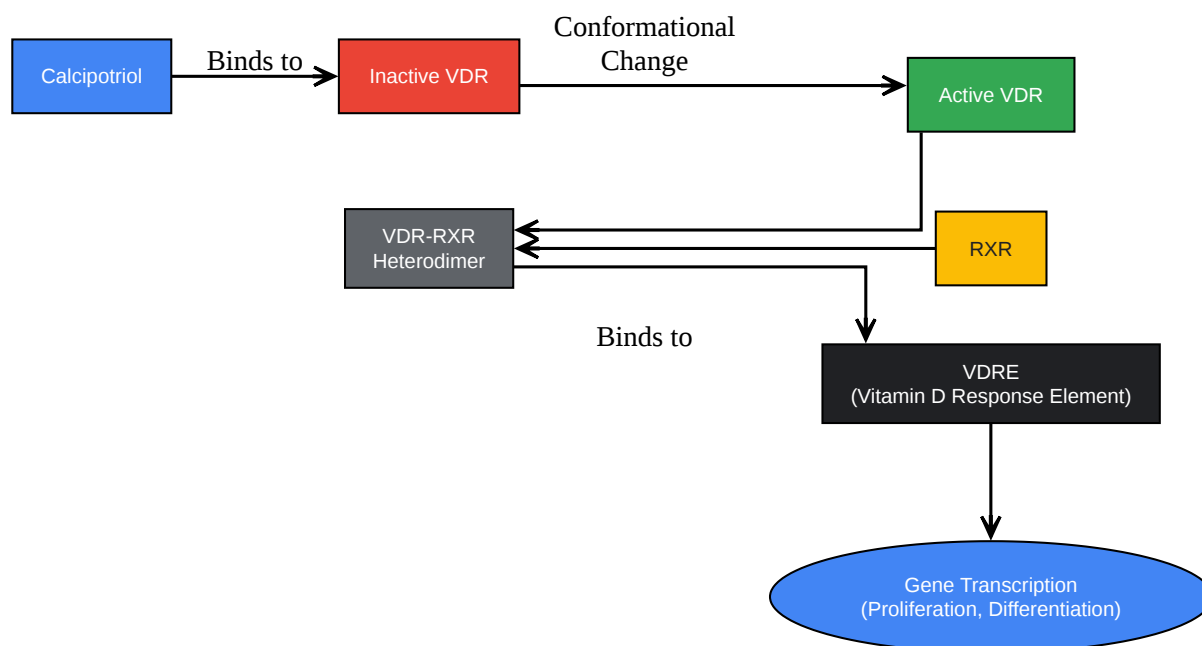 Calcipotriol
Binds to
Inactive VDR
Conformational
Change
Active VDR
VDR-RXR
Heterodimer
RXR
Binds to
VDRE
(Vitamin D Response Element)
Gene Transcription
(Proliferation, Differentiation)